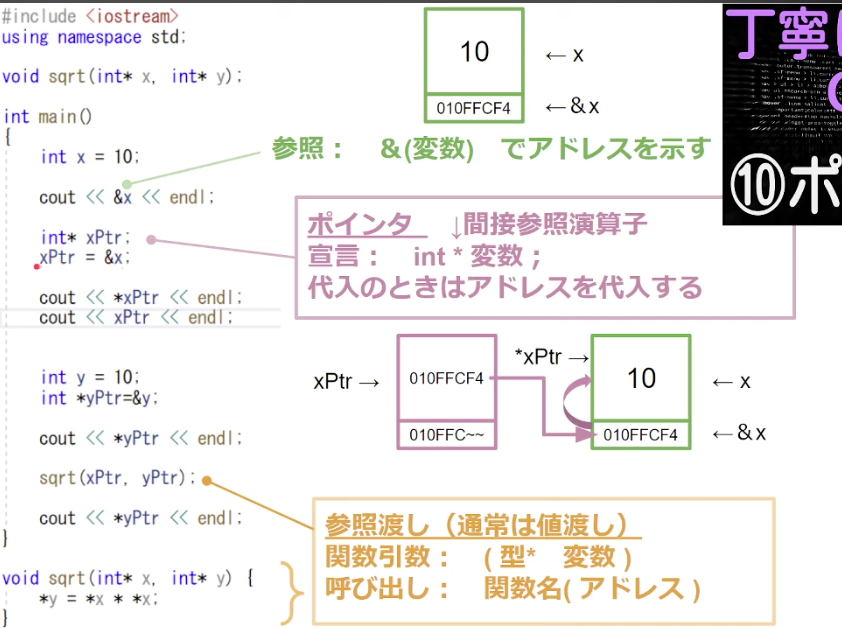 #include <iostream>
using namespace std;
void sqrt(int* x, int* y);
int main()
{
int x = 10;
cout << &x << endl;
int* xPtr;
xPtr = &x;
cout << *xPtr << endl;
cout << xPtr << endl;
int y = 10;
int *yPtr=&y;
cout << *yPtr << endl;
sqrt(xPtr, yPtr);
cout << *yPtr << endl;
}
void sqrt(int* x, int* y) {
*y = *x * *x;
}
10
← x
010FFCF4
←&x
参照： &(変数) でアドレスを示す
ポインタ ↓間接参照演算子
宣言： int * 変数；
代入のときはアドレスを代入する
xPtr →
010FFCF4
010FFC~~
*xPtr →
10
← x
010FFCF4
←&x
参照渡し（通常は値渡し）
関数引数： ( 型* 変数 )
呼び出し： 関数名( アドレス )
丁寧
⑩ポ